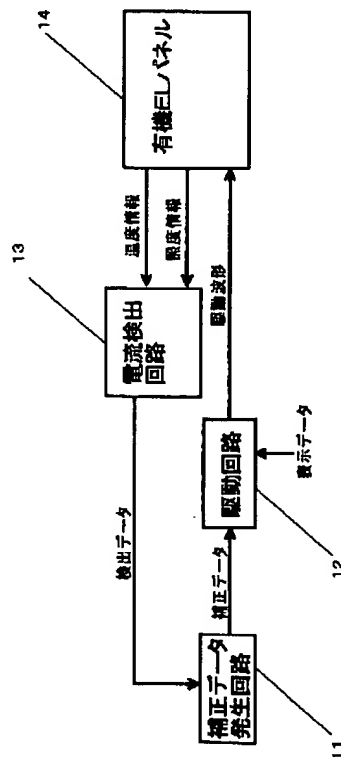 14
有機ELパネル
温度情報
照度情報
駆動波形
13
電流検出
回路
検出データ
駆動回路
表示データ
12
補正データ
補正データ
発生回路
11